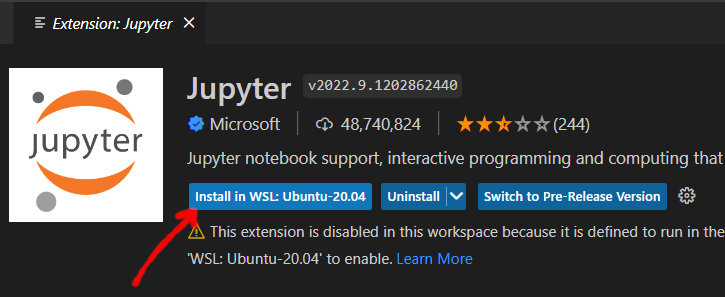 Extension: Jupyter
jupyter
Jupyter v2022.9.1202862440
Microsoft 48,740,824 (244)
Jupyter notebook support, interactive programming and computing that
Install in WSL: Ubuntu-20.04 Uninstall Switch to Pre-Release Version
This extension is disabled in this workspace because it is defined to run in the
'WSL: Ubuntu-20.04' to enable. Learn More